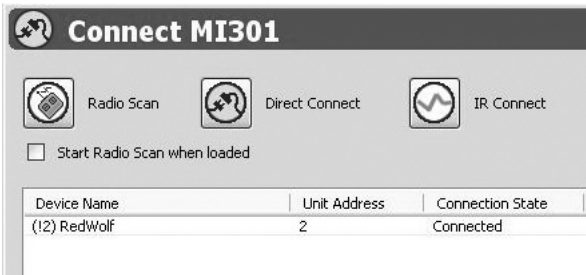 Connect MI301
Radio Scan Direct Connect IR Connect
Start Radio Scan when loaded
Device Name Unit Address Connection State
(!2) RedWolf 2 Connected